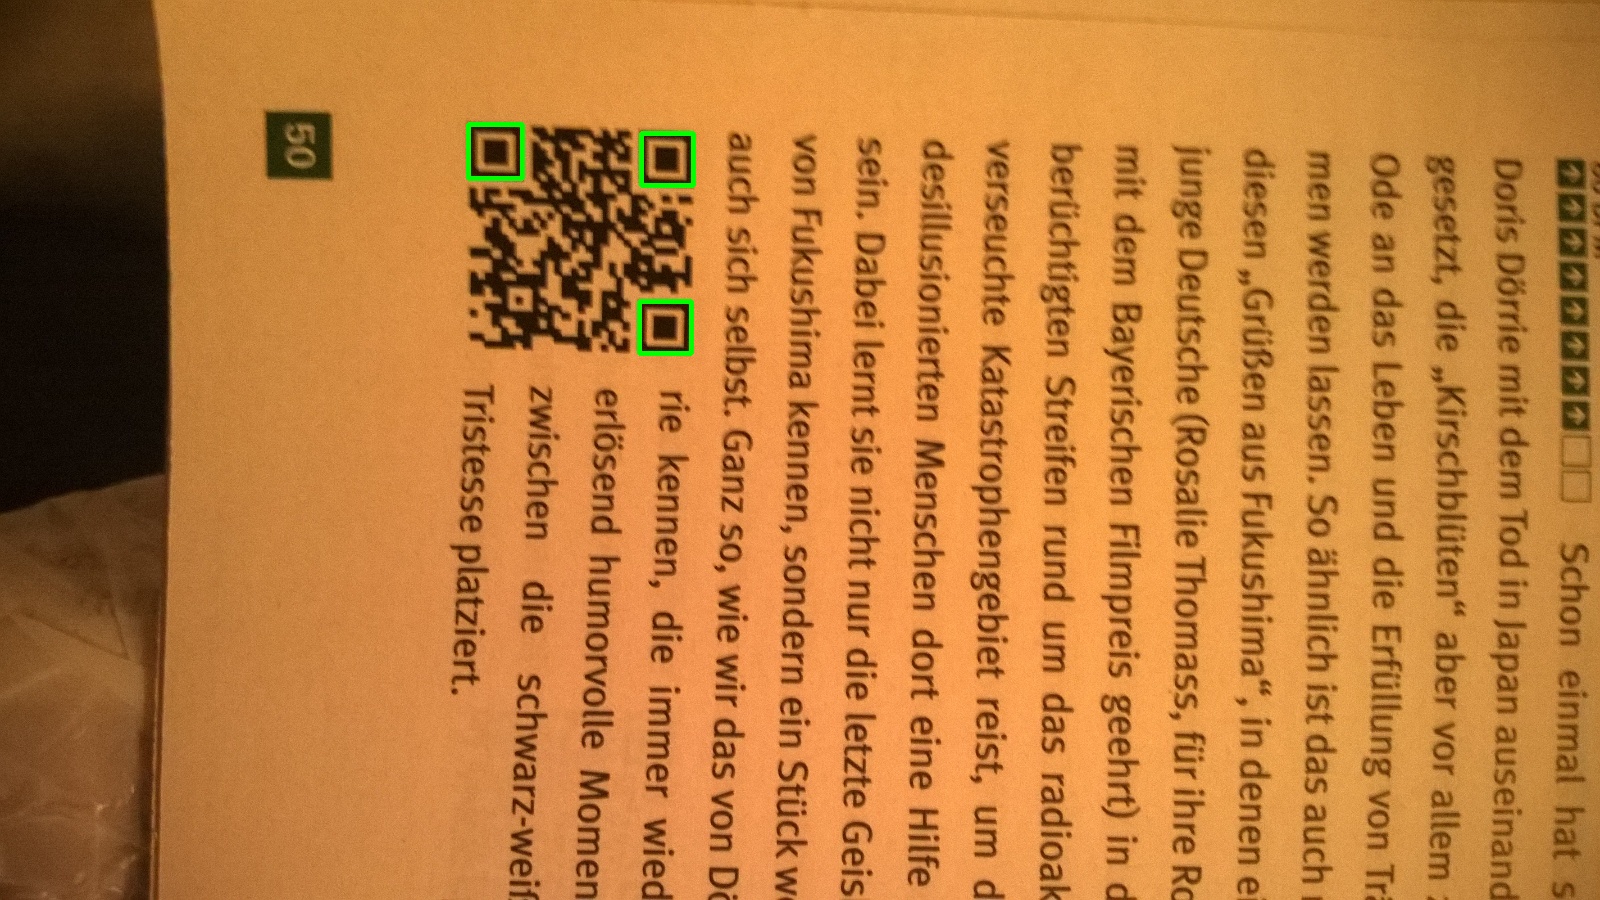 Schon einmal hat s
Doris Dörrie mit dem Tod in Japan auseinand
gesetzt, die „Kirschblüten“ aber vor allem
Ode an das Leben und die Erfüllung von Trä
men werden lassen. So ähnlich ist das auch
diesen „Grüßen aus Fukushima“, in denen ei
junge Deutsche (Rosalie Thomass, für ihre Ro
mit dem Bayerischen Filmpreis geehrt) in d
berüchtigten Streifen rund um das radioak
verseuchte Katastrophengebiet reist, um d
desillusionierten Menschen dort eine Hilfe
sein. Dabei lernt sie nicht nur die letzte Geis
von Fukushima kennen, sondern ein Stück we
auch sich selbst. Ganz so, wie wir das von Dö
rie kennen, die immer wied
erlösend humorvolle Momen
zwischen die schwarz-weiß
Tristesse platziert.
50